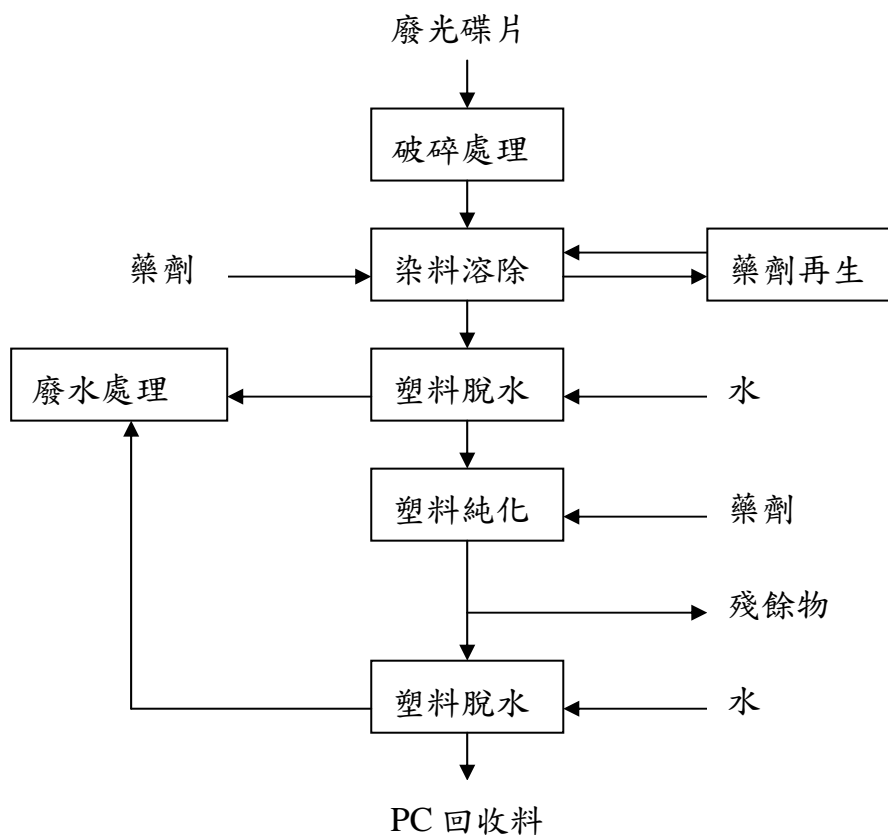 廢光碟片
破碎處理
藥劑
染料溶除
藥劑再生
廢水處理
塑料脫水
水
塑料純化
藥劑
殘餘物
塑料脫水
水
PC 回收料